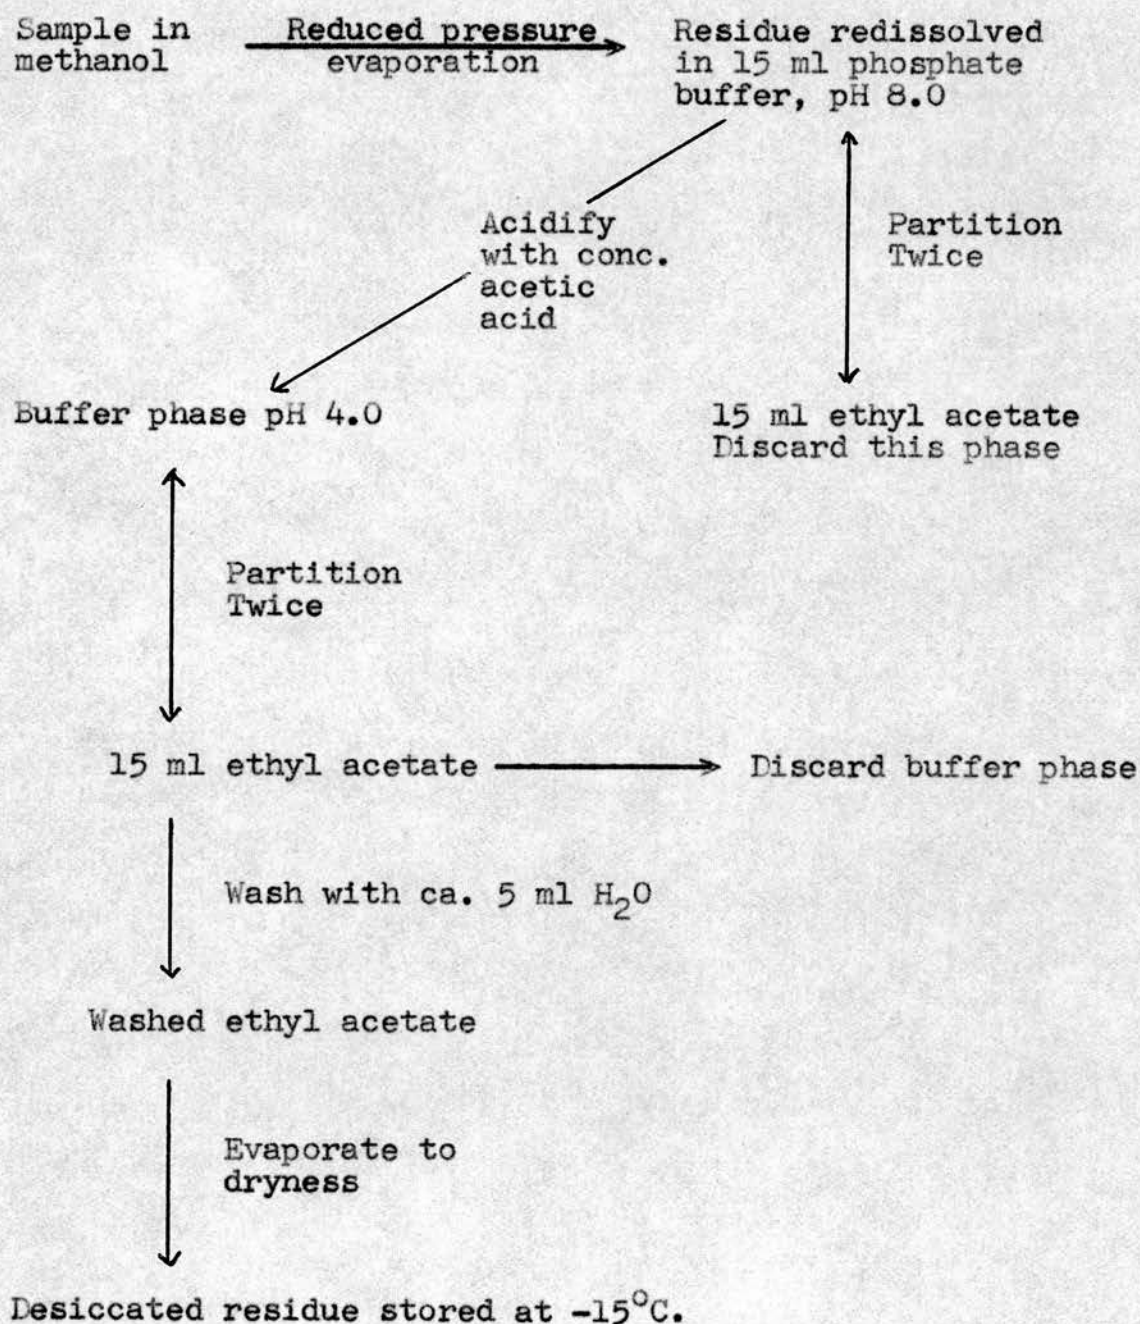 Sample in
methanol
Reduced pressure
evaporation
Residue redissolved
in 15 ml phosphate
buffer, pH 8.0
Acidify
with conc.
acetic
acid
Partition
Twice
Buffer phase pH 4.0
15 ml ethyl acetate
Discard this phase
Partition
Twice
15 ml ethyl acetate
Discard buffer phase
Wash with ca. 5 ml H₂O
Washed ethyl acetate
Evaporate to
dryness
Desiccated residue stored at -15°C.